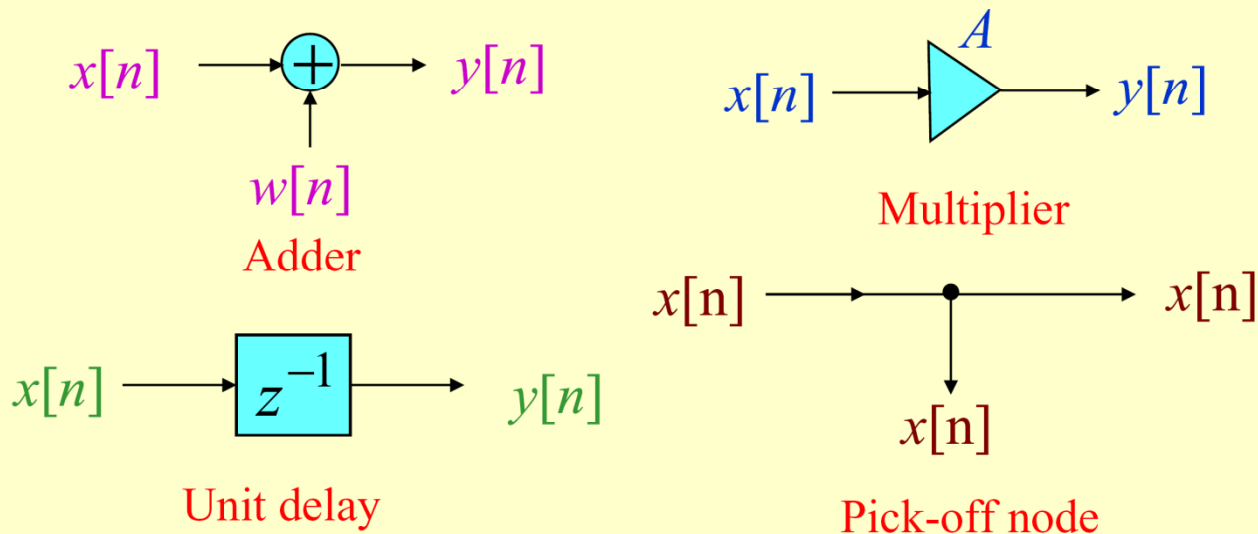 x[n] + y[n]
w[n]
Adder
A
x[n] y[n]
Multiplier
x[n] z⁻¹ y[n]
Unit delay
x[n] x[n]
x[n]
Pick-off node